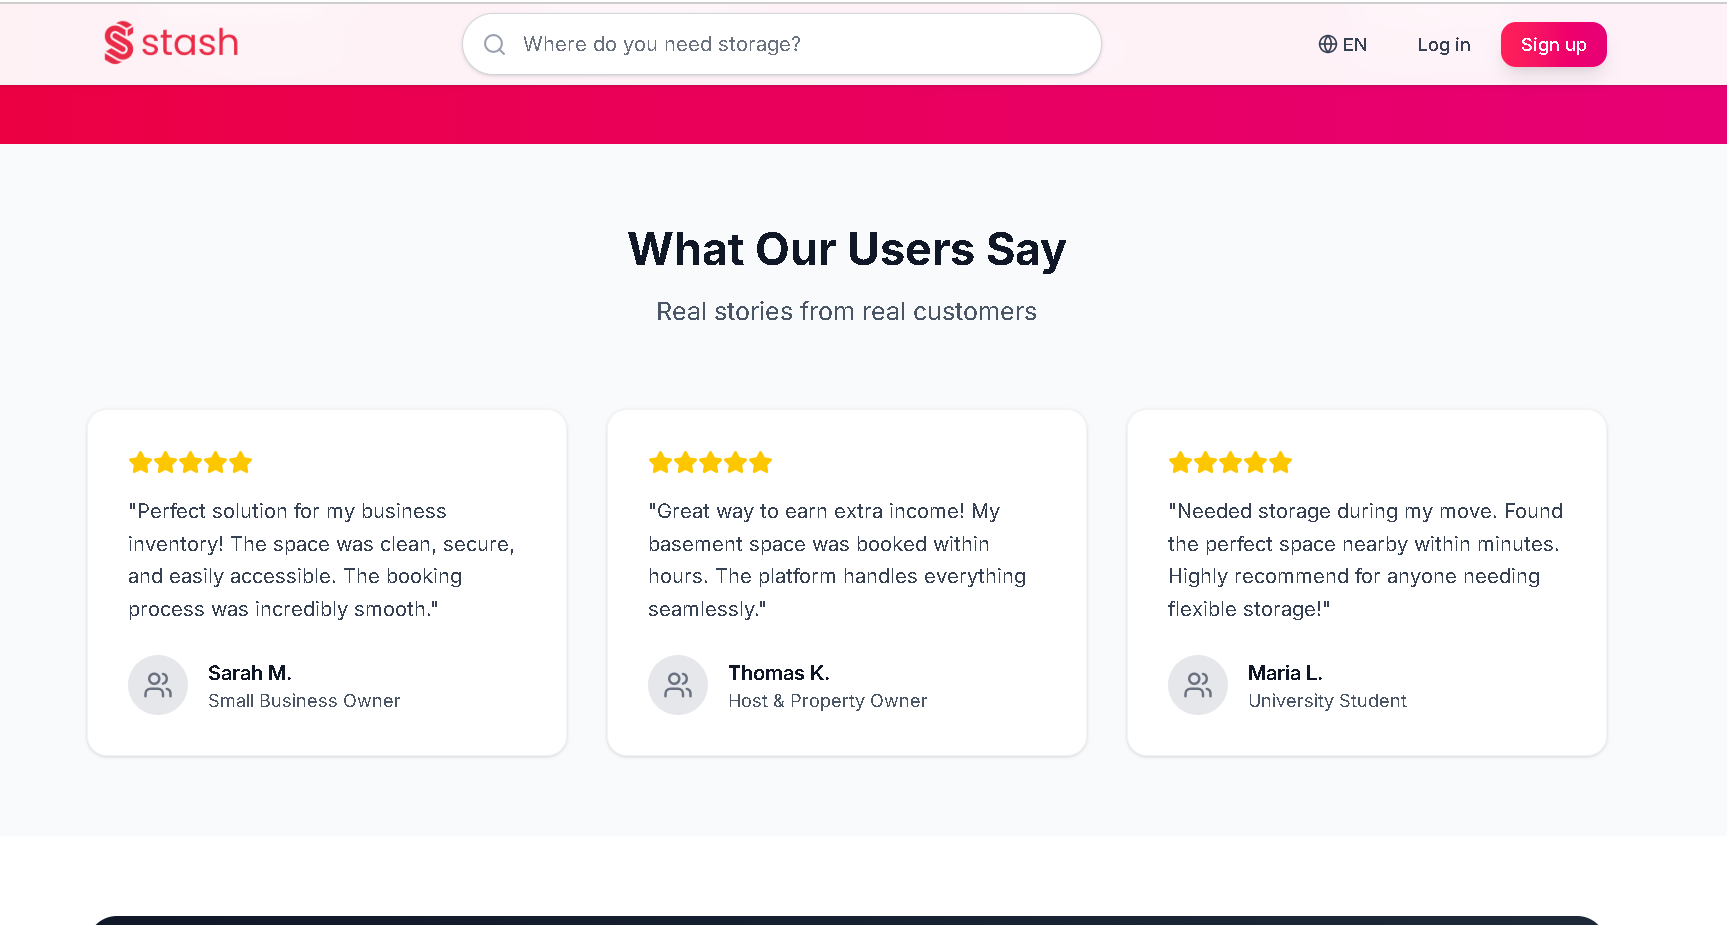 stash
Where do you need storage?
EN
Log in
Sign up
What Our Users Say
Real stories from real customers
"Perfect solution for my business
inventory! The space was clean, secure,
and easily accessible. The booking
process was incredibly smooth."
Sarah M.
Small Business Owner
"Great way to earn extra income! My
basement space was booked within
hours. The platform handles everything
seamlessly."
Thomas K.
Host & Property Owner
"Needed storage during my move. Found
the perfect space nearby within minutes.
Highly recommend for anyone needing
flexible storage!"
Maria L.
University Student